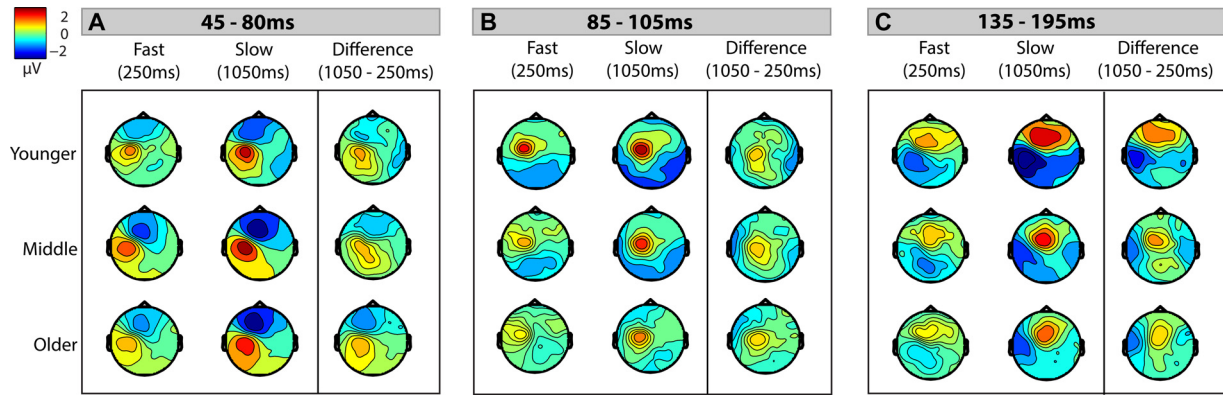 2
0
−2
μV
A 45 - 80ms
Fast Slow Difference
(250ms) (1050ms) (1050 - 250ms)
B 85 - 105ms
Fast Slow Difference
(250ms) (1050ms) (1050 - 250ms)
C 135 - 195ms
Fast Slow Difference
(250ms) (1050ms) (1050 - 250ms)
Younger
Middle
Older